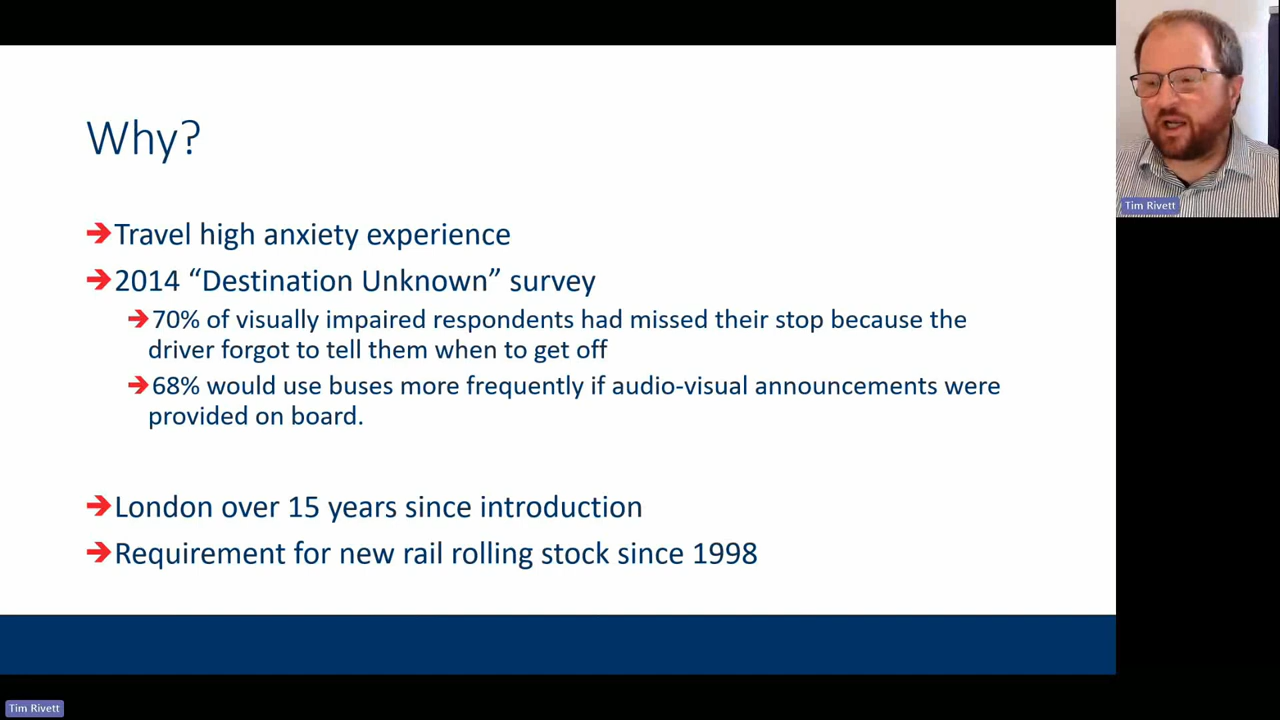 Why?
Travel high anxiety experience
2014 “Destination Unknown” survey
70% of visually impaired respondents had missed their stop because the
driver forgot to tell them when to get off
68% would use buses more frequently if audio-visual announcements were
provided on board.
London over 15 years since introduction
Requirement for new rail rolling stock since 1998
Tim Rivett
Tim Rivett